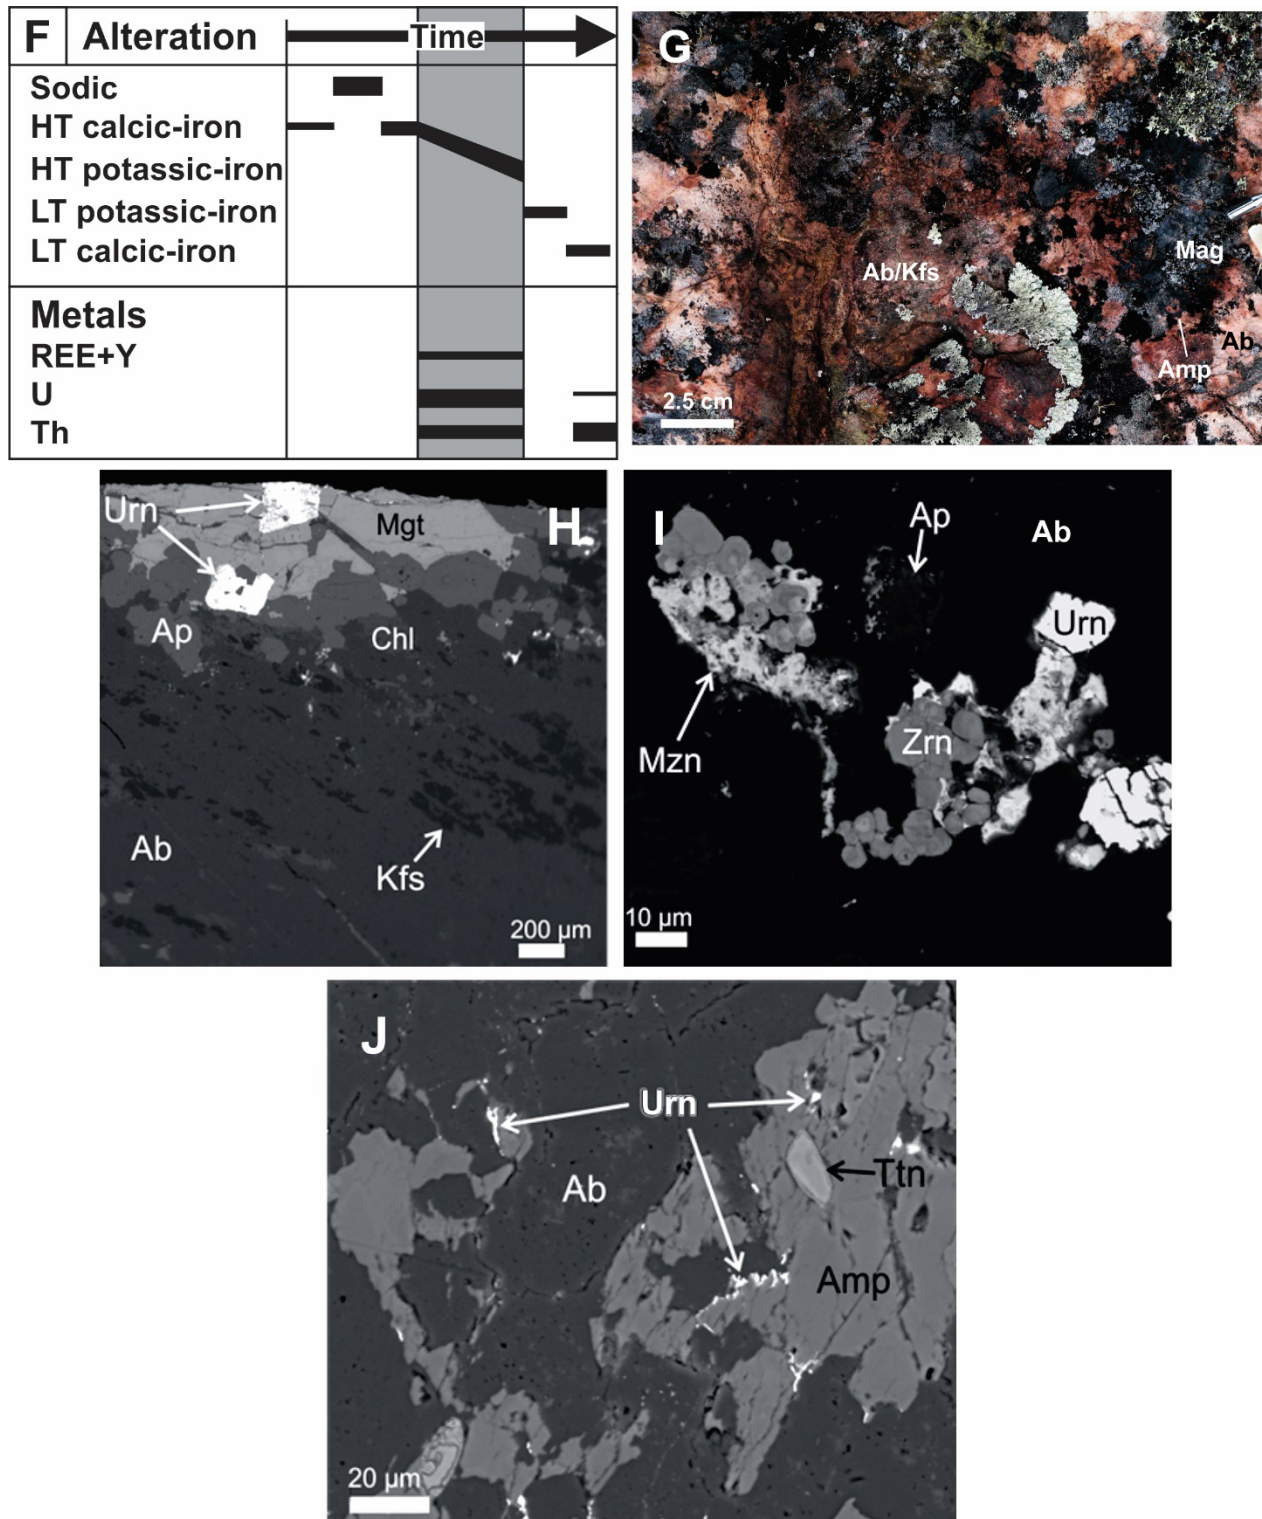 F Alteration Time
Sodic
HT calcic-iron
HT potassic-iron
LT potassic-iron
LT calcic-iron
Metals
REE+Y
U
Th
G
Ab/Kfs
Mag
Amp
Ab
2.5 cm
H
Urn
Mgt
Ap
Chl
Ab
Kfs
200 µm
I
Ap
Ab
Urn
Mzn
Zrn
10 µm
J
Urn
Ab
Ttn
Amp
20 µm